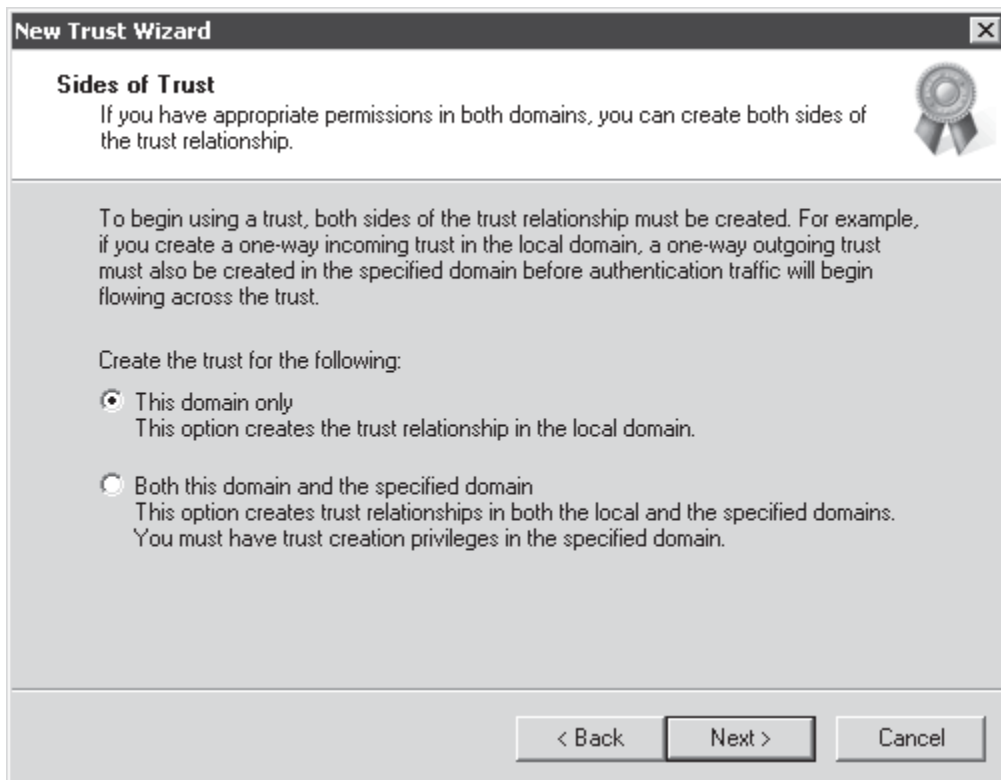 New Trust Wizard
Sides of Trust
If you have appropriate permissions in both domains, you can create both sides of
the trust relationship.
To begin using a trust, both sides of the trust relationship must be created. For example,
if you create a one-way incoming trust in the local domain, a one-way outgoing trust
must also be created in the specified domain before authentication traffic will begin
flowing across the trust.
Create the trust for the following:
This domain only
This option creates the trust relationship in the local domain.
Both this domain and the specified domain
This option creates trust relationships in both the local and the specified domains.
You must have trust creation privileges in the specified domain.
< Back Next > Cancel